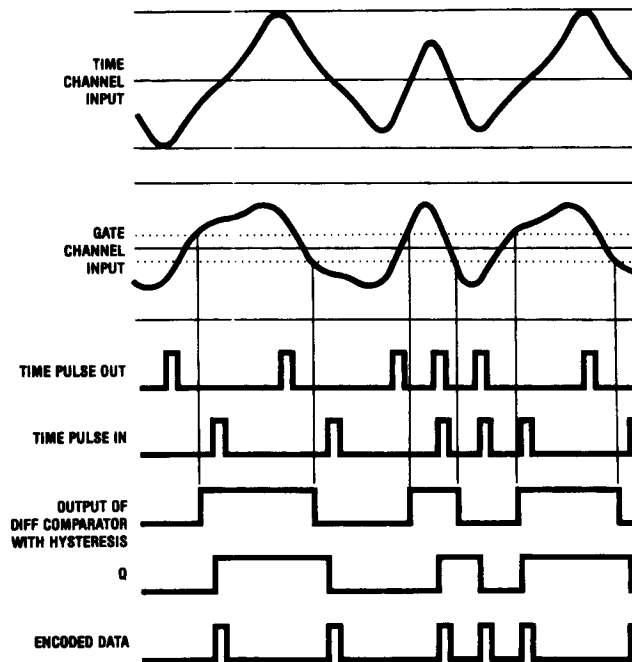 TIME
CHANNEL
INPUT
GATE
CHANNEL
INPUT
TIME PULSE OUT
TIME PULSE IN
OUTPUT OF
DIFF COMPARATOR
WITH HYSTERESIS
Q
ENCODED DATA